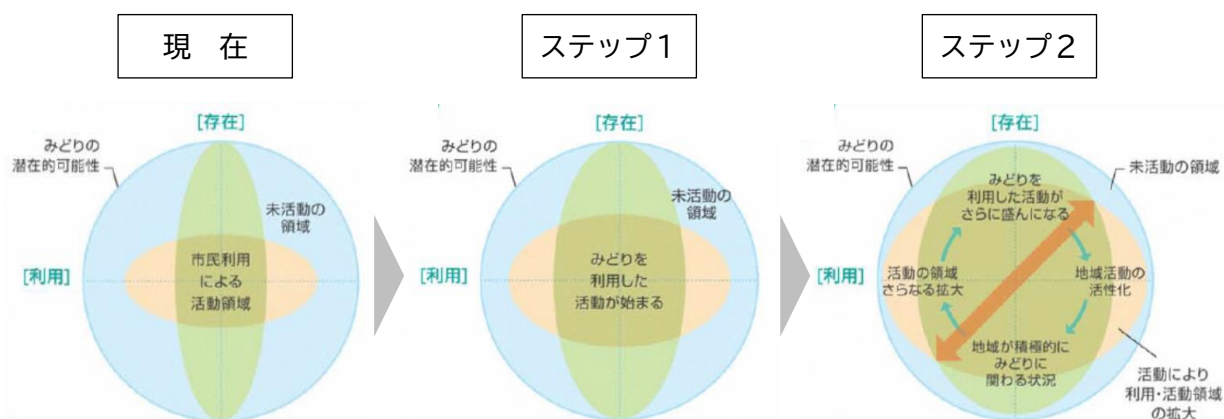 現　在
[存在]
みどりの
潜在的可能性
未活動の
領域
[利用]
市民利用
による
活動領域
ステップ1
[存在]
みどりの
潜在的可能性
未活動の
領域
[利用]
みどりを
利用した
活動が始まる
ステップ2
[存在]
みどりの
潜在的可能性
未活動の領域
みどりを
利用した活動が
さらに盛んになる
[利用]
活動の領域
さらなる拡大
地域活動の
活性化
地域が積極的に
みどりに
関わる状況
活動により
利用・活動領域
の拡大